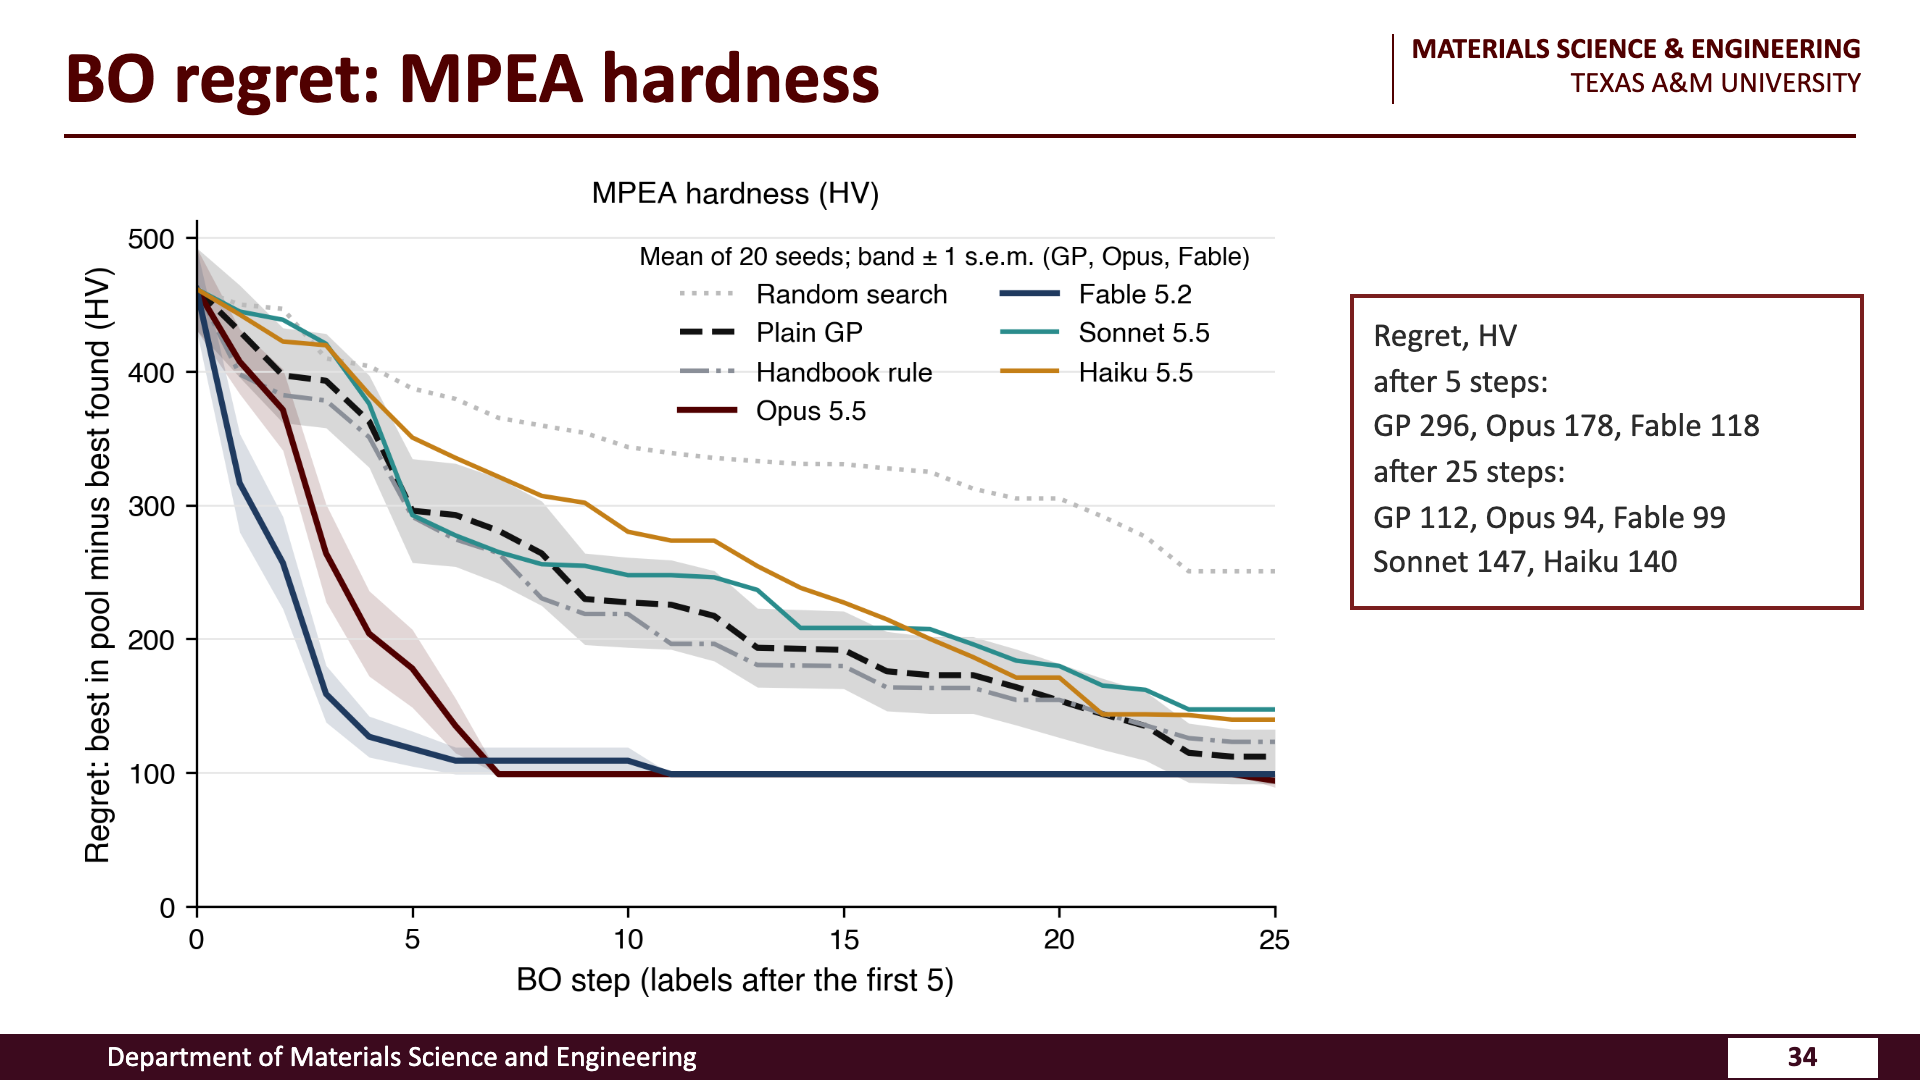 BO regret: MPEA hardness
MATERIALS SCIENCE & ENGINEERING
TEXAS A&M UNIVERSITY
MPEA hardness (HV)
Mean of 20 seeds; band ± 1 s.e.m. (GP, Opus, Fable)
Random search
Plain GP
Handbook rule
Opus 5.5
Fable 5.2
Sonnet 5.5
Haiku 5.5
Regret: best in pool minus best found (HV)
500
400
300
200
100
0
0 5 10 15 20 25
BO step (labels after the first 5)
Regret, HV
after 5 steps:
GP 296, Opus 178, Fable 118
after 25 steps:
GP 112, Opus 94, Fable 99
Sonnet 147, Haiku 140
Department of Materials Science and Engineering
34